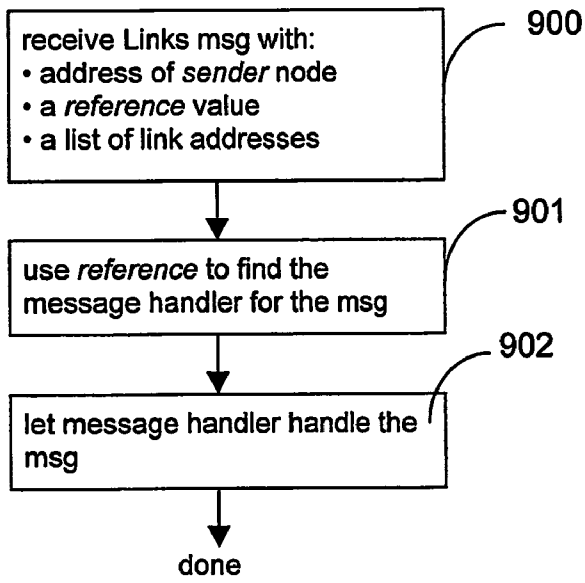 receive Links msg with:
• address of sender node
• a reference value
• a list of link addresses
900
use reference to find the
message handler for the msg
901
let message handler handle the
msg
902
done